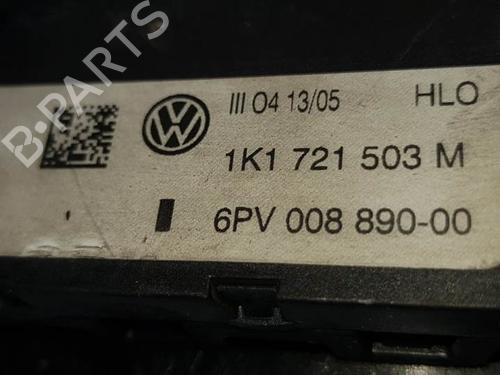 B-PARTS
III 04 13/05 HLO
1K1 721 503 M
6PV 008 890-00